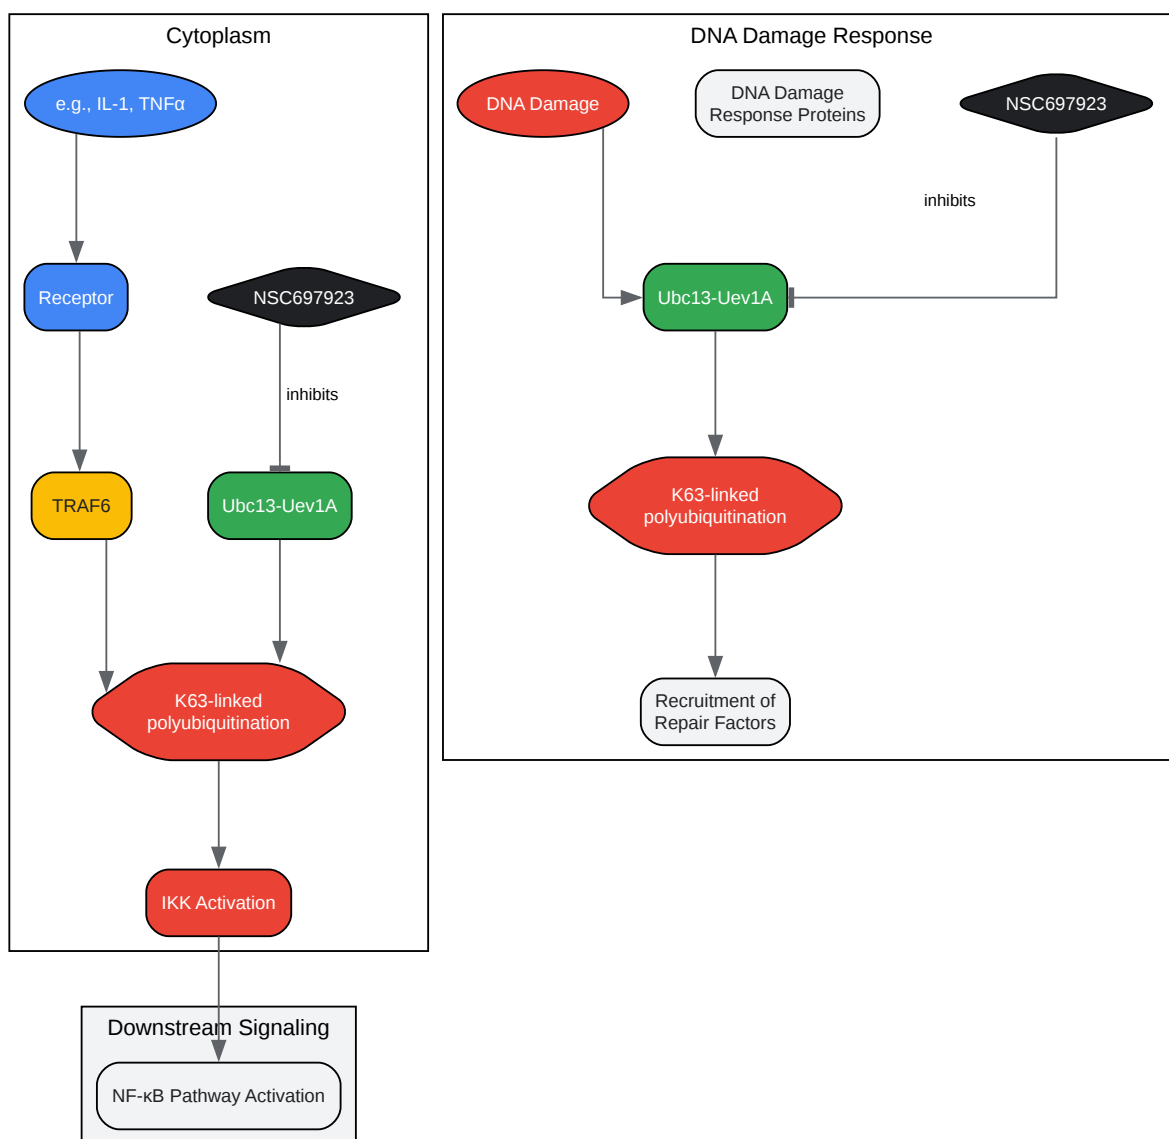 Cytoplasm
e.g., IL-1, TNFα
Receptor
NSC697923
inhibits
TRAF6
Ubc13-Uev1A
K63-linked
polyubiquitination
IKK Activation
Downstream Signaling
NF-κB Pathway Activation
DNA Damage Response
DNA Damage
DNA Damage
Response Proteins
NSC697923
inhibits
Ubc13-Uev1A
K63-linked
polyubiquitination
Recruitment of
Repair Factors